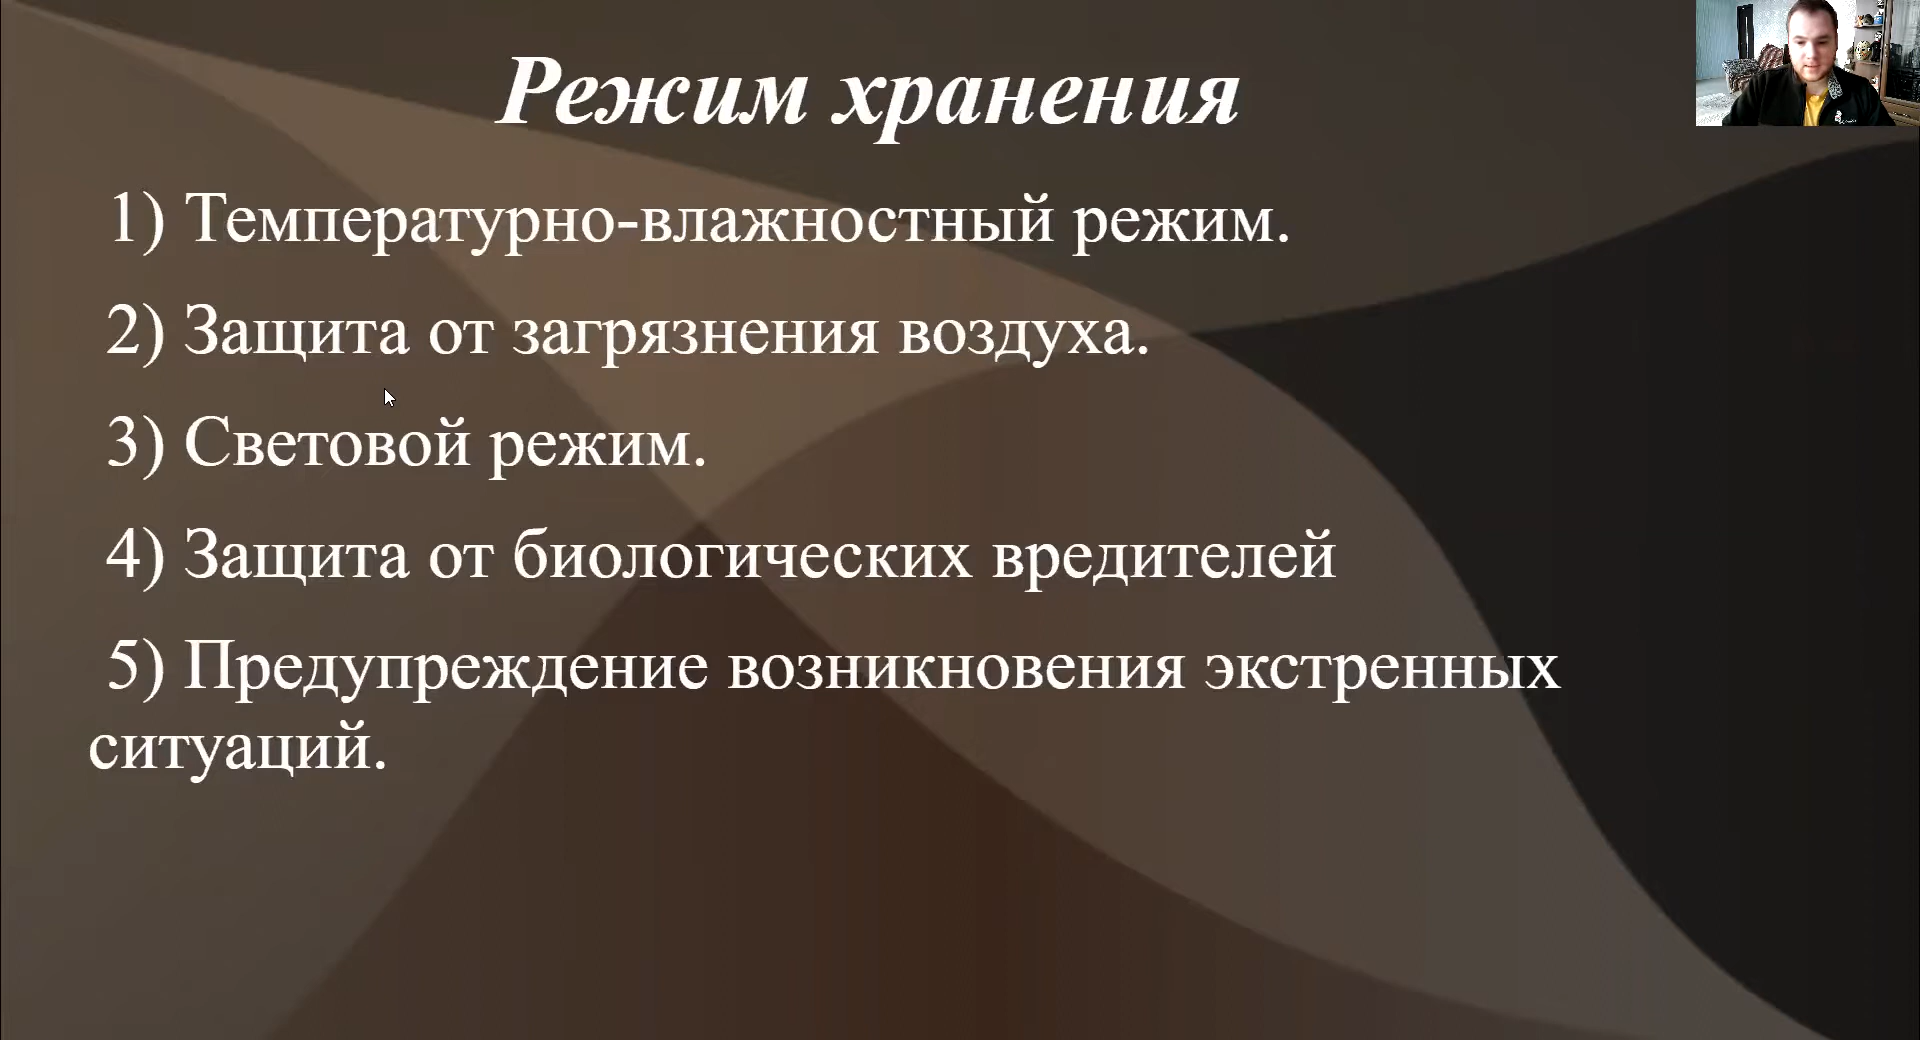 Режим хранения
1) Температурно-влажностный режим.
2) Защита от загрязнения воздуха.
3) Световой режим.
4) Защита от биологических вредителей
5) Предупреждение возникновения экстренных
ситуаций.